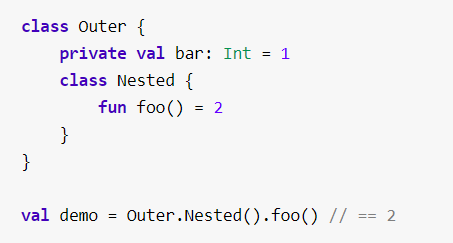 class Outer {
    private val bar: Int = 1
    class Nested {
        fun foo() = 2
    }
}

val demo = Outer.Nested().foo() // == 2